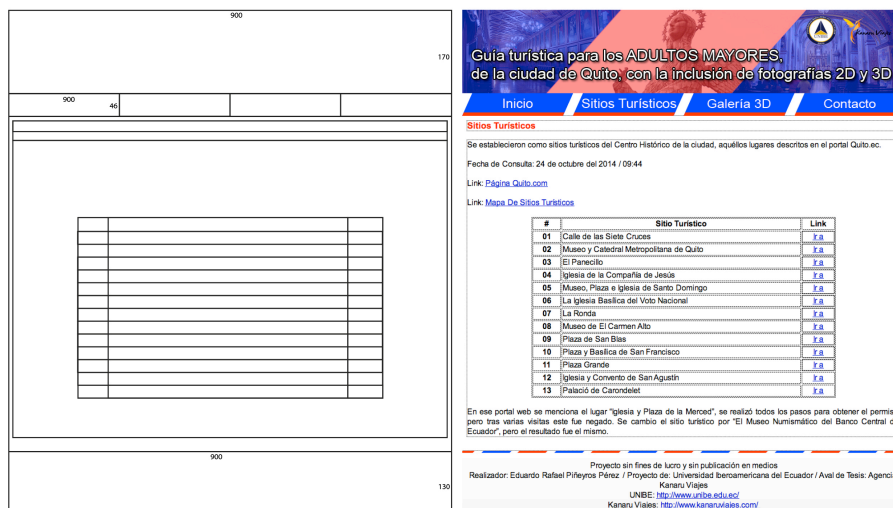 900
170
900
46
900
130
Guía turística para los ADULTOS MAYORES,
de la ciudad de Quito, con la inclusión de fotografías 2D y 3D
Kanaru Viajes
Inicio Sitios Turísticos Galería 3D Contacto
Sitios Turísticos
Se establecieron como sitios turísticos del Centro Histórico de la ciudad, aquéllos lugares descritos en el portal Quito.ec.
Fecha de Consulta: 24 de octubre del 2014 / 09:44
Link: Página Quito.com
Link: Mapa De Sitios Turísticos
# Sitio Turístico Link
01 Calle de las Siete Cruces Ir a
02 Museo y Catedral Metropolitana de Quito Ir a
03 El Panecillo Ir a
04 Iglesia de la Compañía de Jesús Ir a
05 Museo, Plaza e Iglesia de Santo Domingo Ir a
06 La Iglesia Basílica del Voto Nacional Ir a
07 La Ronda Ir a
08 Museo de El Carmen Alto Ir a
09 Plaza de San Blas Ir a
10 Plaza y Basílica de San Francisco Ir a
11 Plaza Grande Ir a
12 Iglesia y Convento de San Agustín Ir a
13 Palació de Carondelet Ir a
En ese portal web se menciona el lugar "Iglesia y Plaza de la Merced", se realizó todos los pasos para obtener el permis
pero tras varias visitas este fue negado. Se cambio el sitio turístico por "El Museo Numismático del Banco Central d
Ecuador", pero el resultado fue el mismo.
Proyecto sin fines de lucro y sin publicación en medios
Realizador: Eduardo Rafael Piñeyros Pérez / Proyecto de: Universidad Iberoamericana del Ecuador / Aval de Tesis: Agenci
Kanaru Viajes
UNIBE: http://www.unibe.edu.ec/
Kanaru Viajes: http://www.kanaruviajes.com/